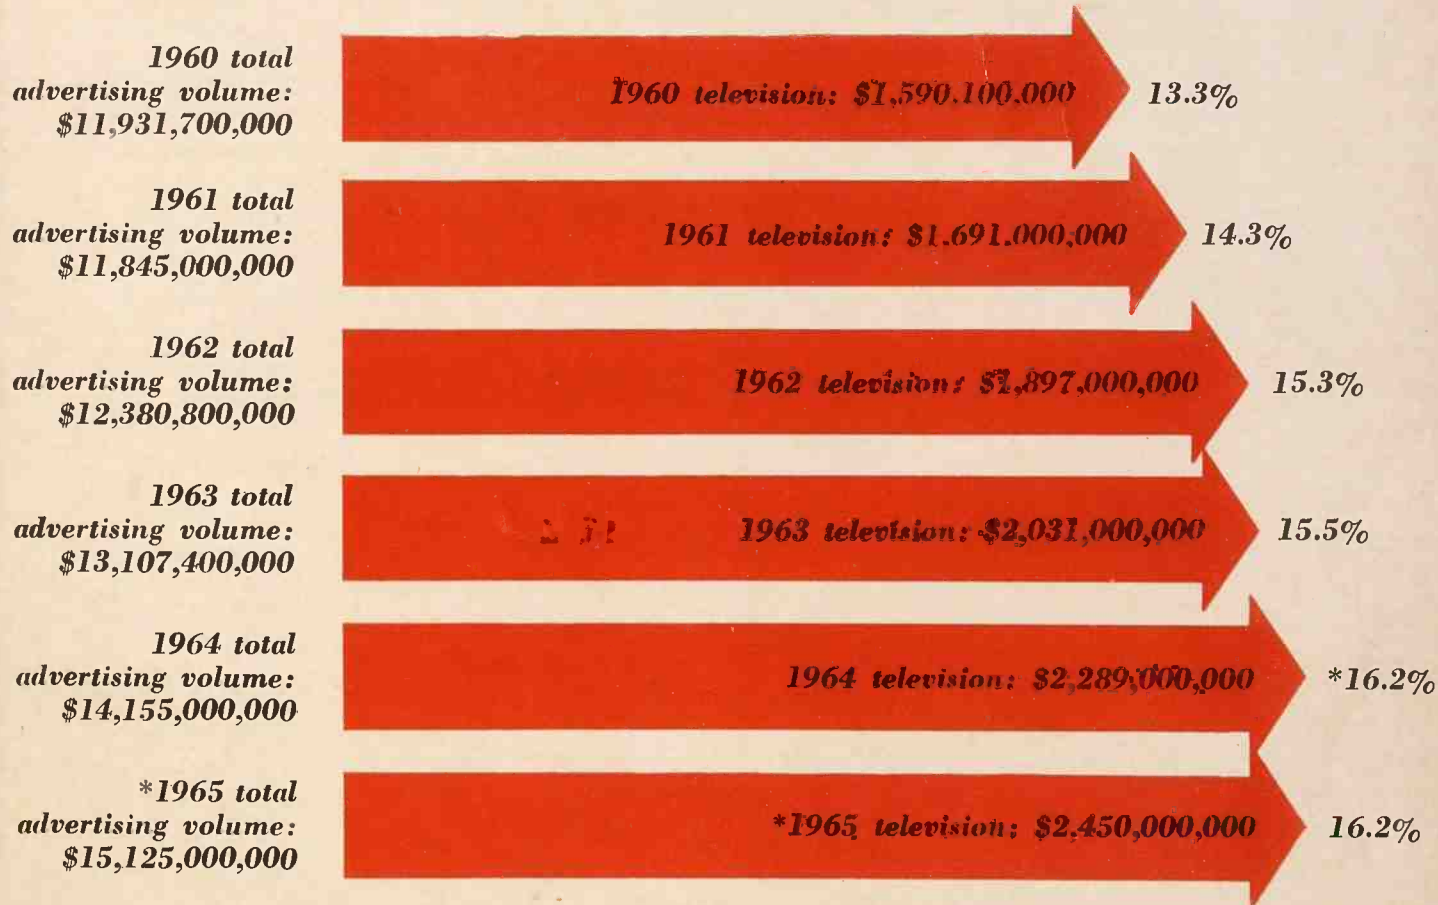 1960 total
advertising volume:
$11,931,700,000
1960 television: $1,590.100.000
13.3%
1961 total
advertising volume:
$11,845,000,000
1961 television: $1.691.000,000
14.3%
1962 total
advertising volume:
$12,380,800,000
1962 television: $1,897,000,000
15.3%
1963 total
advertising volume:
$13,107,400,000
1963 television: $2,031,000,000
15.5%
1964 total
advertising volume:
$14,155,000,000
1964 television: $2,289,000,000
*16.2%
*1965 total
advertising volume:
$15,125,000,000
*1965 television: $2.450,000,000
16.2%